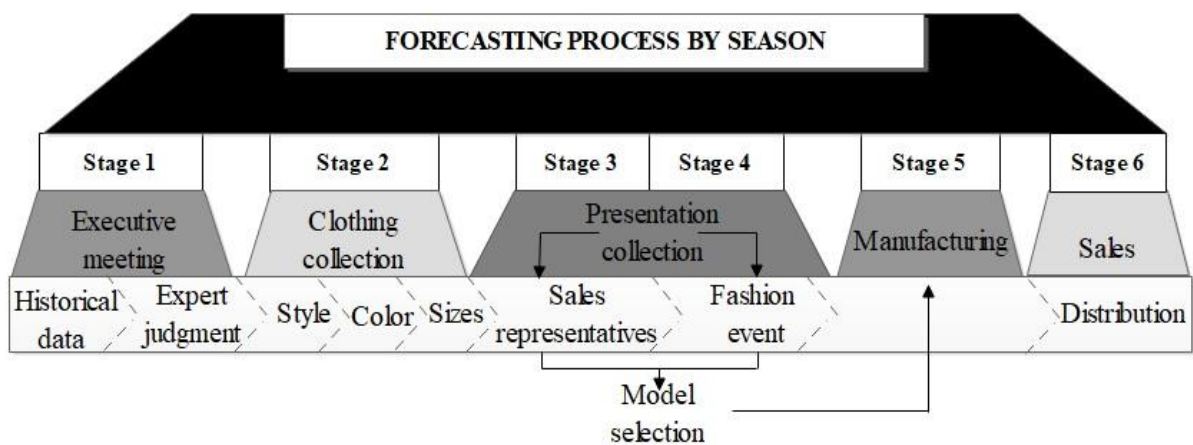 FORECASTING PROCESS BY SEASON
Stage 1
Stage 2
Stage 3
Stage 4
Stage 5
Stage 6
Executive
meeting
Clothing
collection
Presentation
collection
Manufacturing
Sales
Historical
data
Expert
judgment
Style
Color
Sizes
Sales
representatives
Fashion
event
Distribution
Model
selection